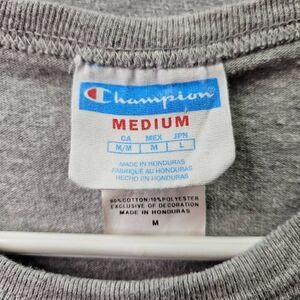 Champion
MEDIUM
CA MEX JPN
M/M M L
MADE IN HONDURAS
FABRIQUÉ AU HONDURAS
HECHO EN HONDURAS
90%COTTON/10%POLYESTER
EXCLUSIVE OF DECORATION
MADE IN HONDURAS
M